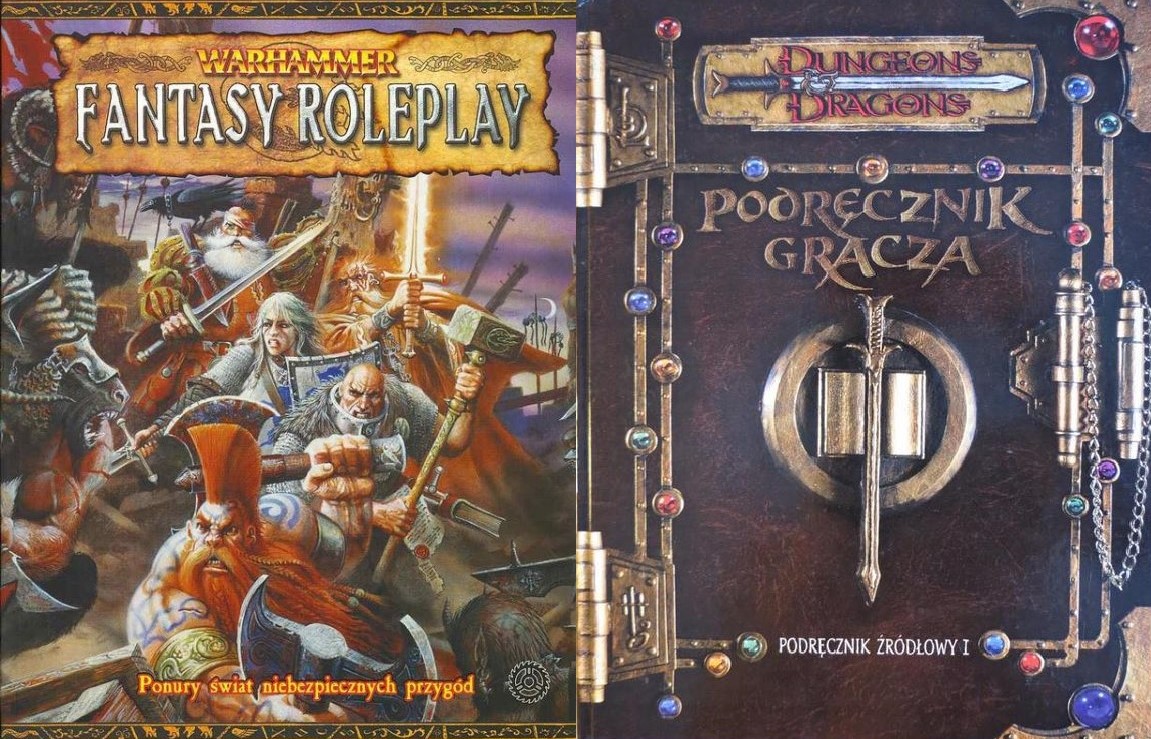 WARHAMMER
FANTASY ROLEPLAY
Ponury świat niebezpiecznych przygód
DUNGEONS
DRAGONS
PODRĘCZNIK
GRACZA
PODRĘCZNIK ŹRÓDŁOWY I